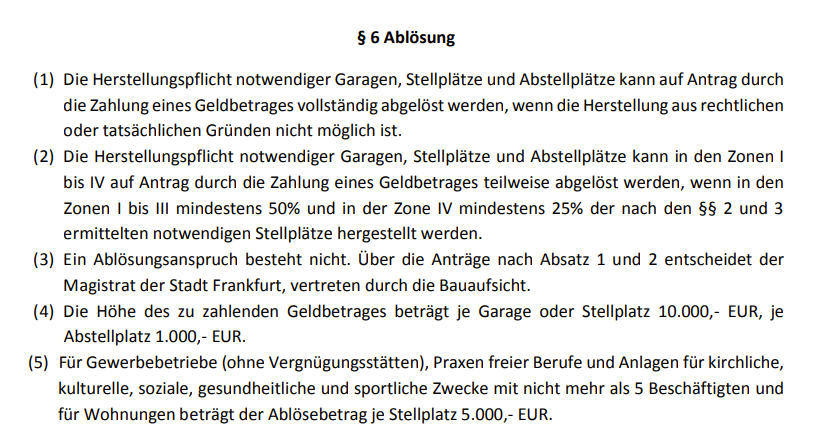 § 6 Ablösung
(1) Die Herstellungspflicht notwendiger Garagen, Stellplätze und Abstellplätze kann auf Antrag durch
die Zahlung eines Geldbetrages vollständig abgelöst werden, wenn die Herstellung aus rechtlichen
oder tatsächlichen Gründen nicht möglich ist.
(2) Die Herstellungspflicht notwendiger Garagen, Stellplätze und Abstellplätze kann in den Zonen I
bis IV auf Antrag durch die Zahlung eines Geldbetrages teilweise abgelöst werden, wenn in den
Zonen I bis III mindestens 50% und in der Zone IV mindestens 25% der nach den §§ 2 und 3
ermittelten notwendigen Stellplätze hergestellt werden.
(3) Ein Ablösungsanspruch besteht nicht. Über die Anträge nach Absatz 1 und 2 entscheidet der
Magistrat der Stadt Frankfurt, vertreten durch die Bauaufsicht.
(4) Die Höhe des zu zahlenden Geldbetrages beträgt je Garage oder Stellplatz 10.000,- EUR, je
Abstellplatz 1.000,- EUR.
(5) Für Gewerbebetriebe (ohne Vergnügungsstätten), Praxen freier Berufe und Anlagen für kirchliche,
kulturelle, soziale, gesundheitliche und sportliche Zwecke mit nicht mehr als 5 Beschäftigten und
für Wohnungen beträgt der Ablösebetrag je Stellplatz 5.000,- EUR.